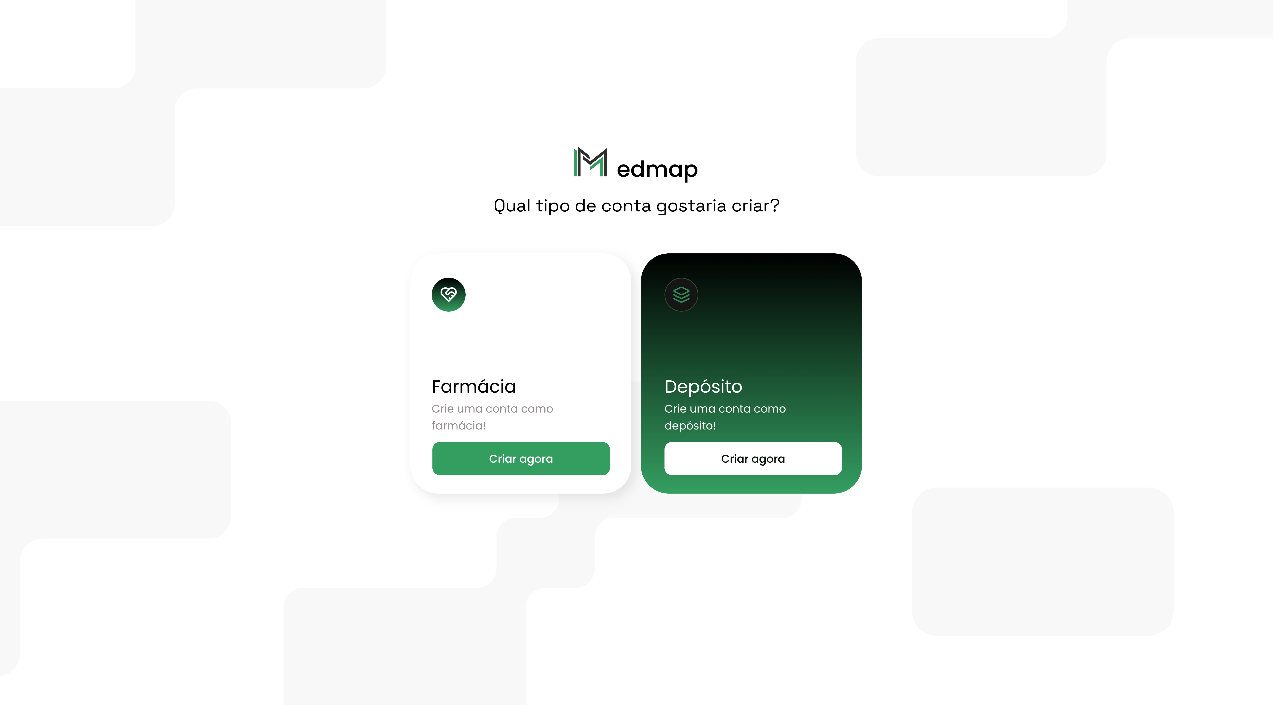 Medmap
Qual tipo de conta gostaria criar?
Farmácia
Crie uma conta como
farmácia!
Criar agora
Depósito
Crie uma conta como
depósito!
Criar agora